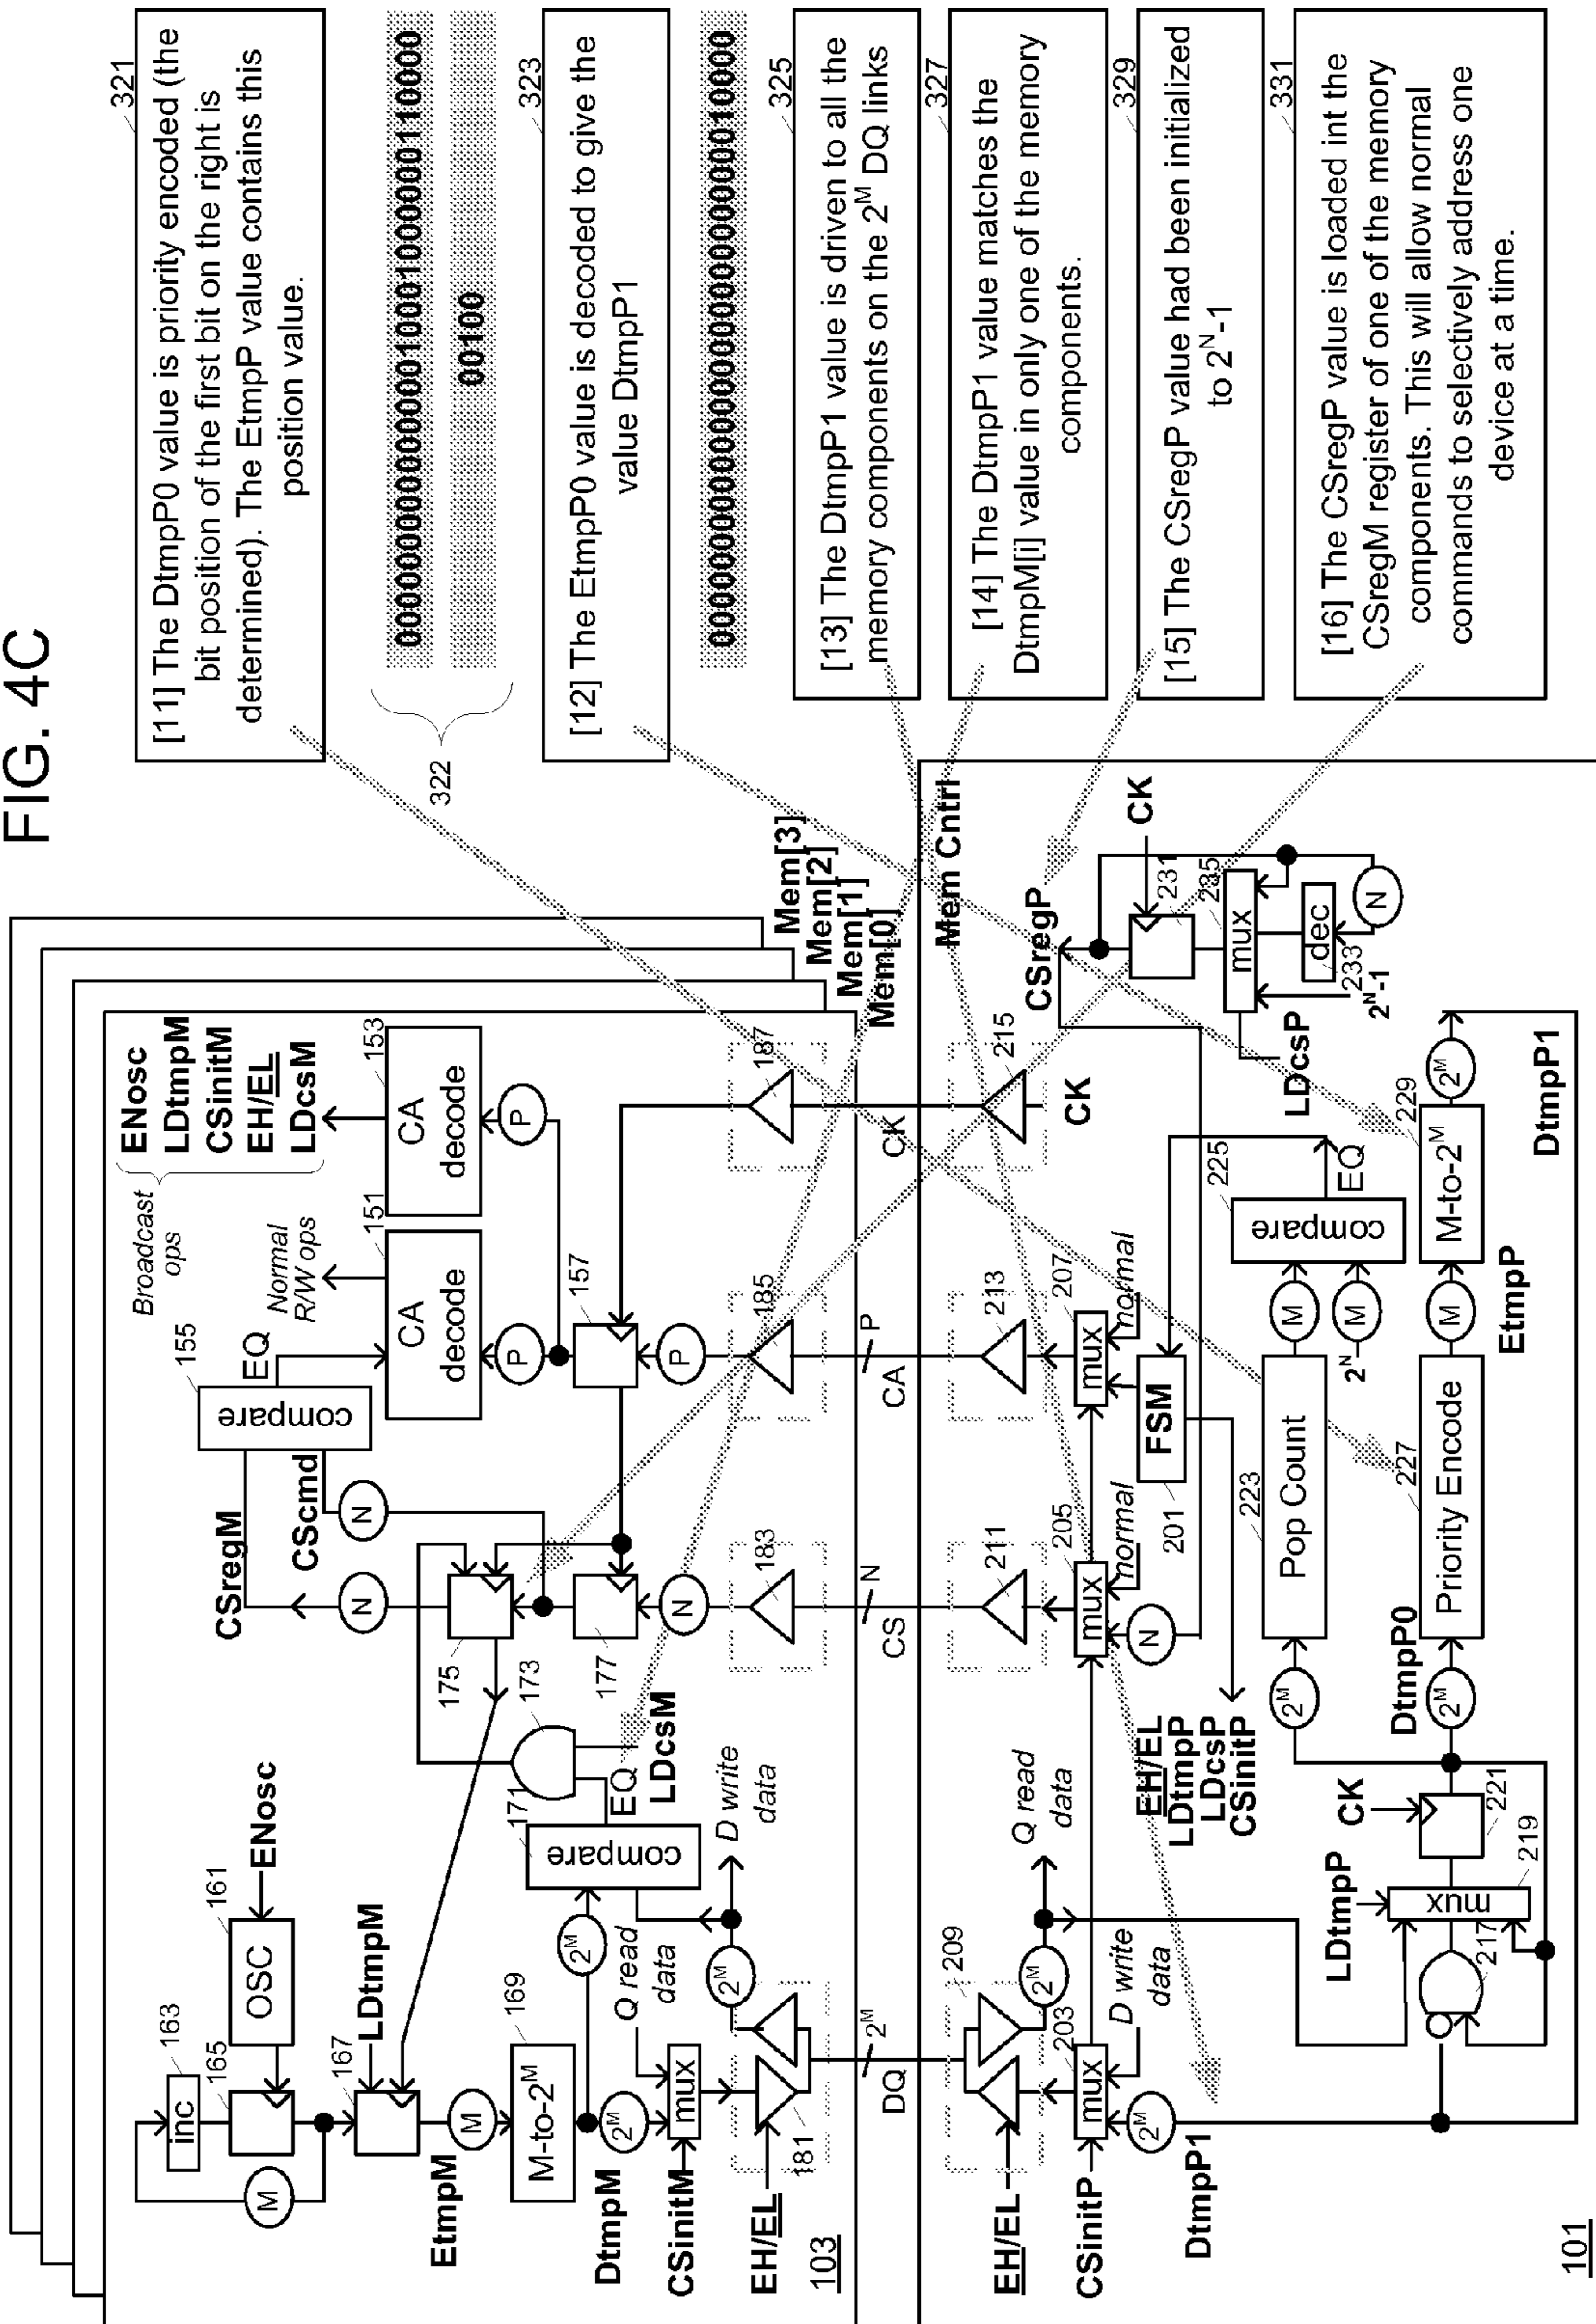 FIG. 4C
ENosc
LDtmpM
CSinitM
EH/EL
LDcsM
Broadcast
ops
Normal
R/W ops
163
inc
165
161
OSC
ENosc
M
167
LDtmpM
EtmpM
M
169
M-to-2^M
DtmpM
2^M
2^M
Q read
data
CSinitM
mux
EH/EL
181
2^M
D write
data
171
compare
EQ
LDcsM
173
175
177
CSregM
CScmd
N
N
N
155
compare
EQ
151
CA
decode
153
CA
decode
P
P
157
P
183
185
187
103
Mem[3]
Mem[2]
Mem[1]
Mem[0]
DQ
2^M
CS
N
CA
P
CK
Mem Cntrl
EH/EL
209
2^M
Q read
data
211
213
215
CK
CSinitP
mux
203
D write
data
2^M
DtmpP1
mux
205
normal
N
mux
207
normal
FSM
201
EH/EL
LDtmpP
LDcsP
CSinitP
CSregP
CK
231
235
mux
dec
233
N
2^N-1
LDcsP
LDtmpP
mux
219
217
CK
221
2^M
DtmpP0
2^M
223
Pop Count
M
2^N
M
225
compare
EQ
227
Priority Encode
EtmpP
M
229
M-to-2^M
2^M
DtmpP1
101
321
[11] The DtmpP0 value is priority encoded (the
bit position of the first bit on the right is
determined). The EtmpP value contains this
position value.
322
00100
323
[12] The EtmpP0 value is decoded to give the
value DtmpP1
00000000000000000000000000010000
325
[13] The DtmpP1 value is driven to all the
memory components on the 2^M DQ links
327
[14] The DtmpP1 value matches the
DtmpM[i] value in only one of the memory
components.
329
[15] The CSregP value had been initialized
to 2^N-1
331
[16] The CSregP value is loaded int the
CSregM register of one of the memory
components. This will allow normal
commands to selectively address one
device at a time.